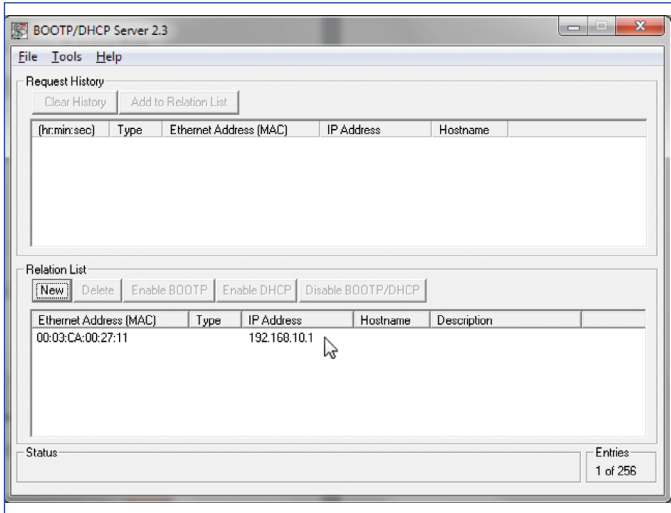 BOOTP/DHCP Server 2.3
File Tools Help
Request History
Clear History Add to Relation List
(hr:min:sec) Type Ethernet Address (MAC) IP Address Hostname
Relation List
New Delete Enable BOOTP Enable DHCP Disable BOOTP/DHCP
Ethernet Address (MAC) Type IP Address Hostname Description
00:03:CA:00:27:11 192.168.10.1
Status Entries
1 of 256